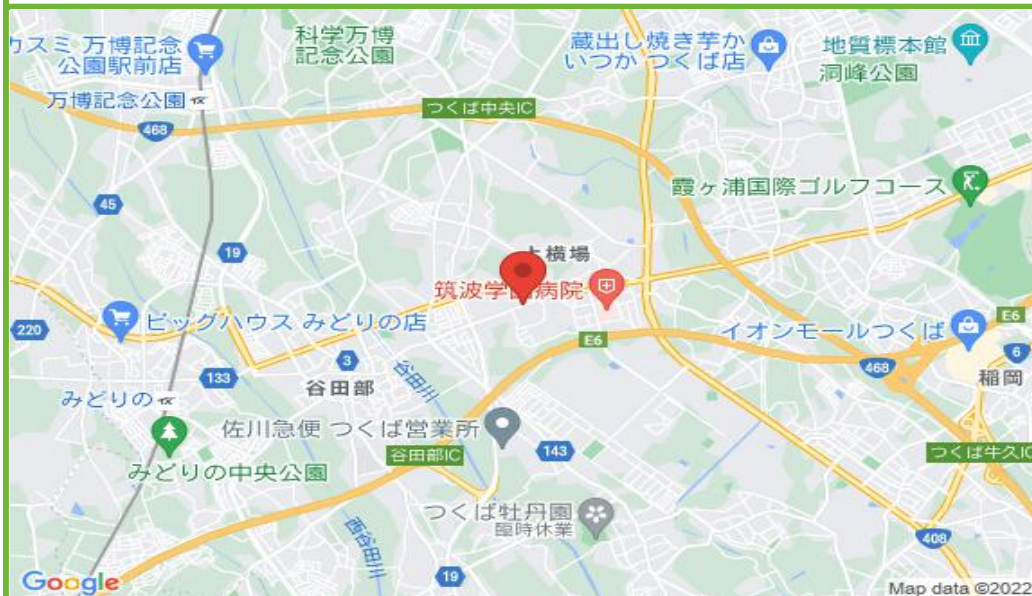 カスミ 万博記念
公園駅前店
科学万博
記念公園
蔵出し焼き芋か
いつか つくば店
地質標本館
洞峰公園
万博記念公園
つくば中央IC
468
霞ヶ浦国際ゴルフコース
45
19
上横場
筑波学園病院
E6
220
ビッグハウス みどりの店
E6
イオンモールつくば
6
3
468
稲岡
133
谷田部
谷田川
みどりの
佐川急便 つくば営業所
谷田部IC
143
つくば牛久IC
みどりの中央公園
つくば牡丹園
臨時休業
西谷田川
408
19
Google
Map data ©2022